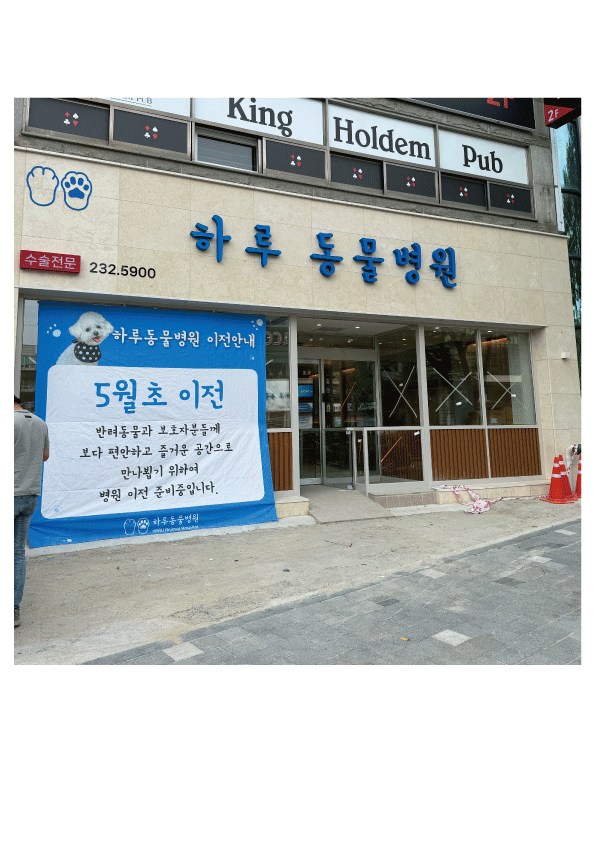 PUB
2F
2F
King Holdem Pub
하루 동물병원
수술전문 232.5900
하루동물병원 이전안내
5월초 이전
반려동물과 보호자분들께
보다 편안하고 즐거운 공간으로
만나뵙기 위하여
병원 이전 준비중입니다.
하루동물병원